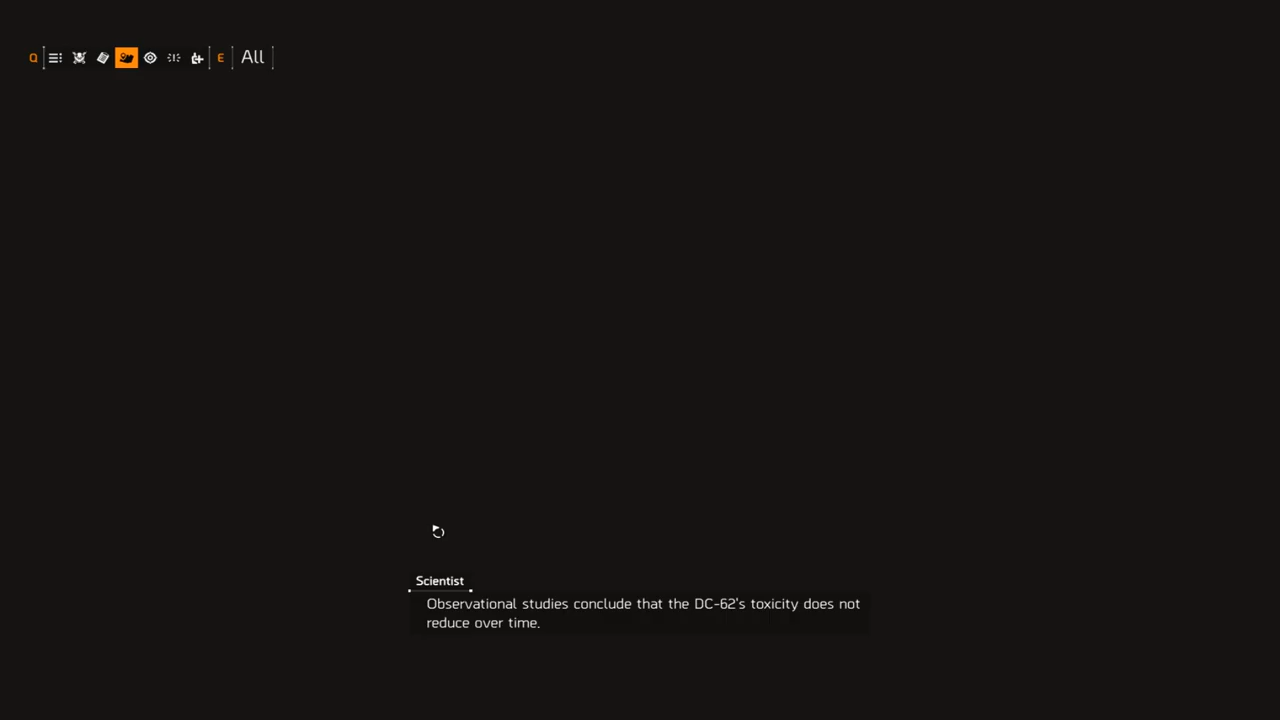 Q E All
Scientist
Observational studies conclude that the DC-62's toxicity does not
reduce over time.